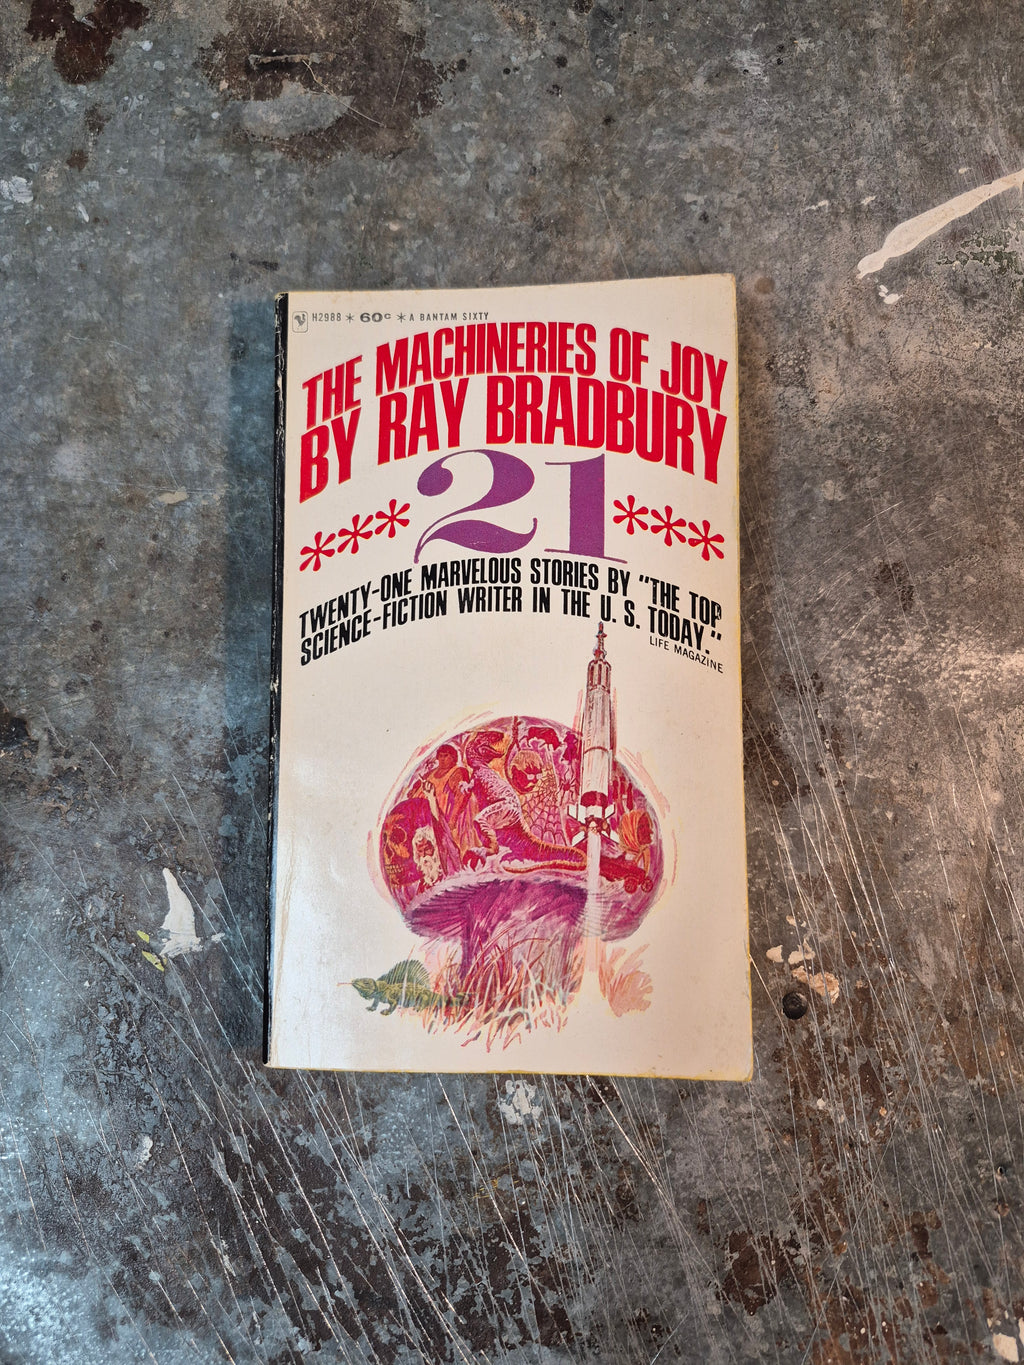 H2988 * 60c * A BANTAM SIXTY
THE MACHINERIES OF JOY
BY RAY BRADBURY
*** 21 ***
TWENTY-ONE MARVELOUS STORIES BY "THE TOP
SCIENCE-FICTION WRITER IN THE U. S. TODAY."
LIFE MAGAZINE